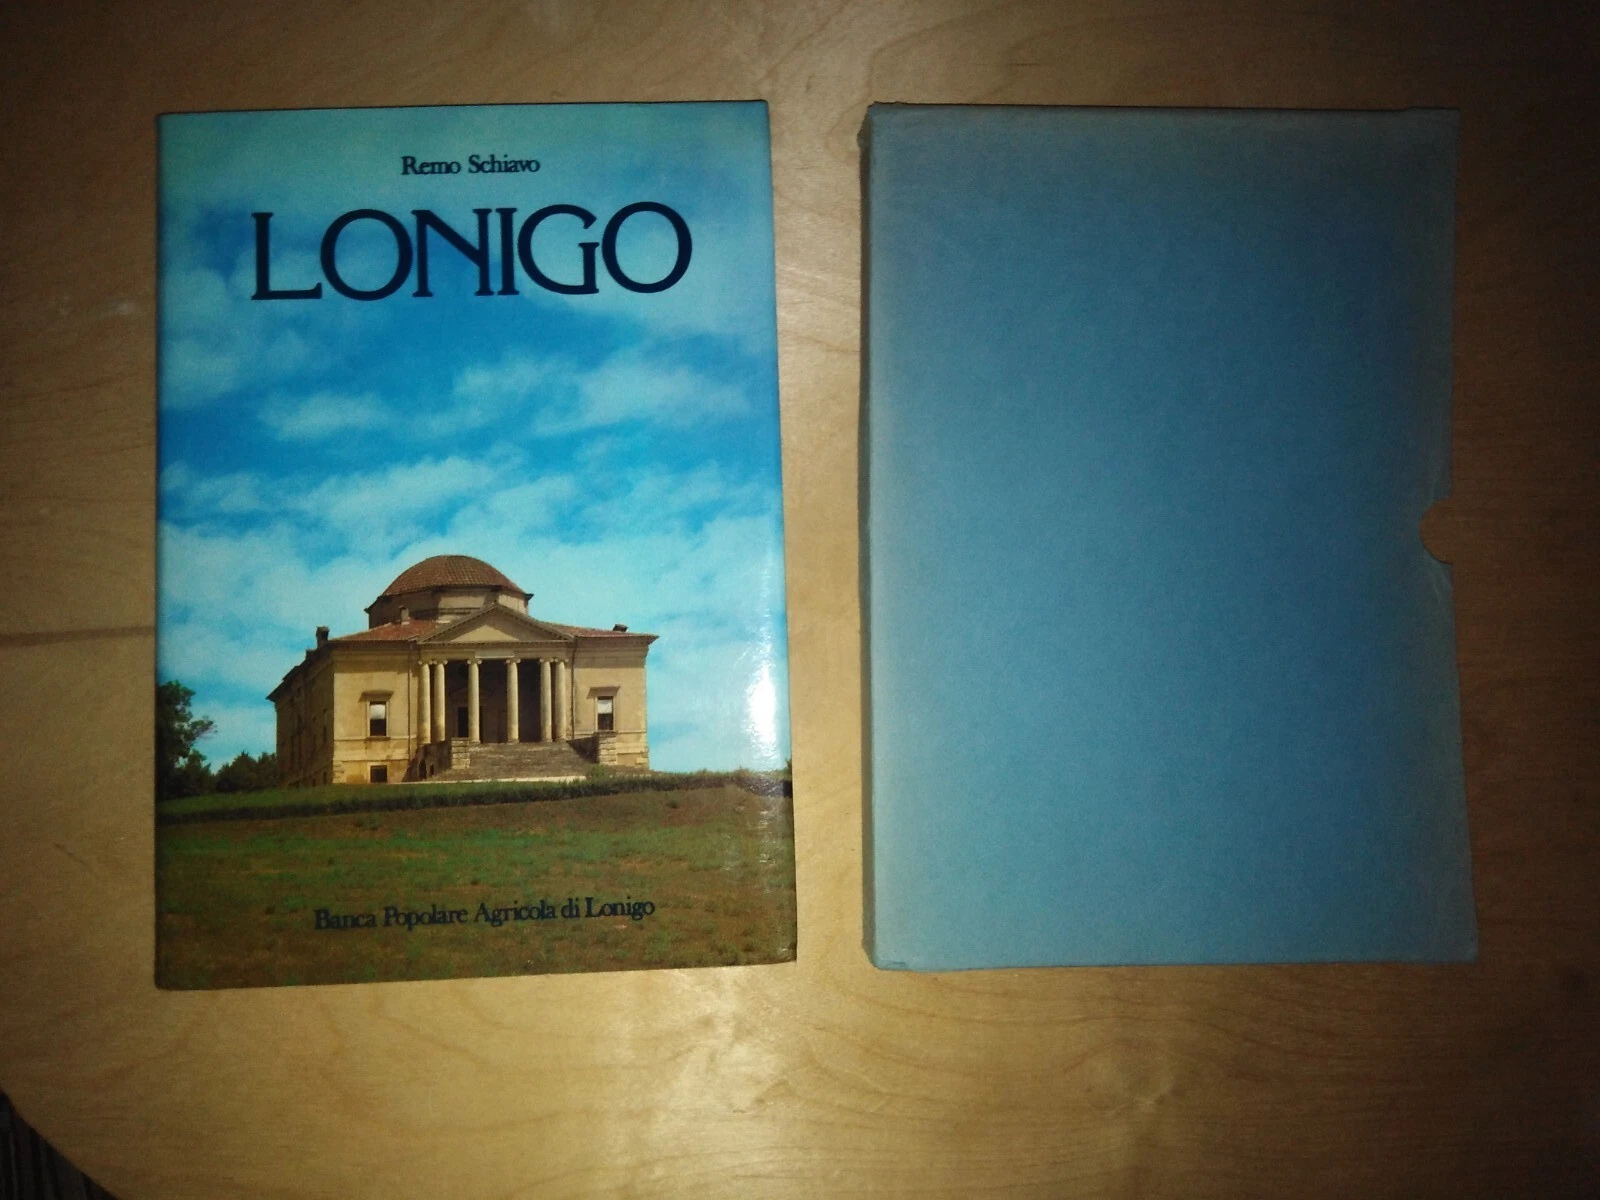 Remo Schiavo
LONIGO
Banca Popolare Agricola di Lonigo